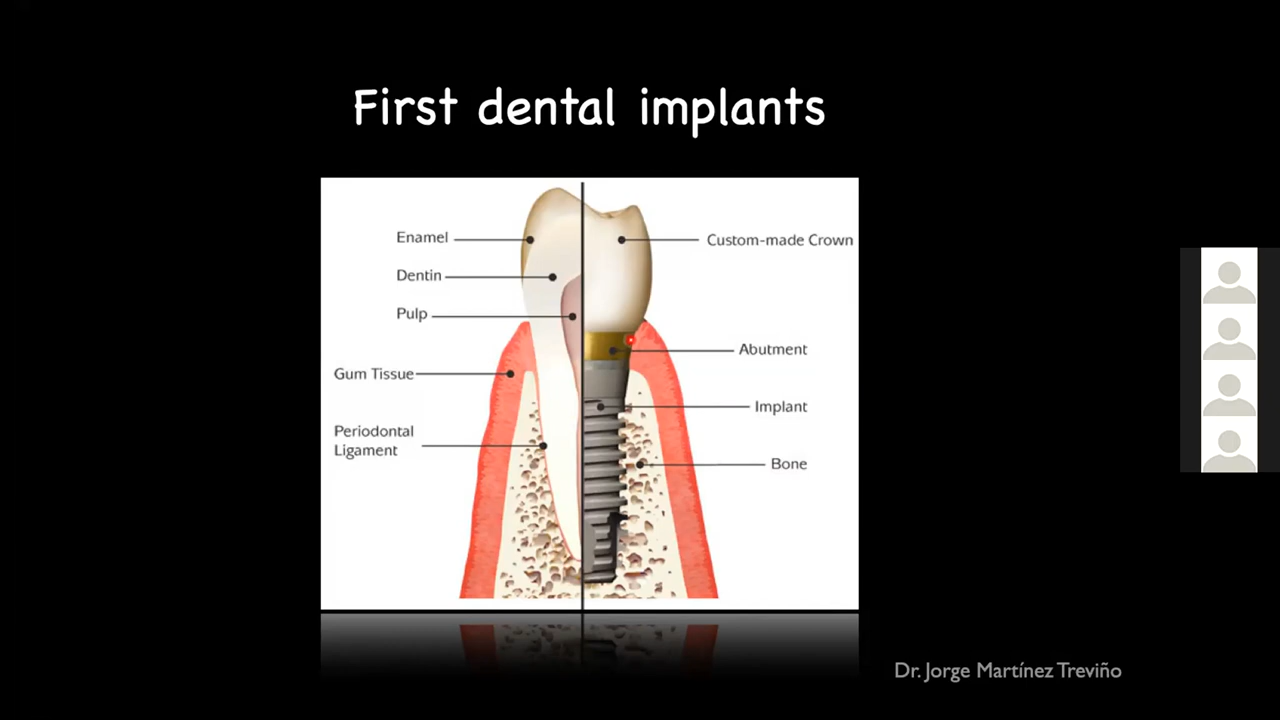 First dental implants
Enamel
Custom-made Crown
Dentin
Pulp
Abutment
Gum Tissue
Implant
Periodontal
Ligament
Bone
Dr. Jorge Martínez Treviño